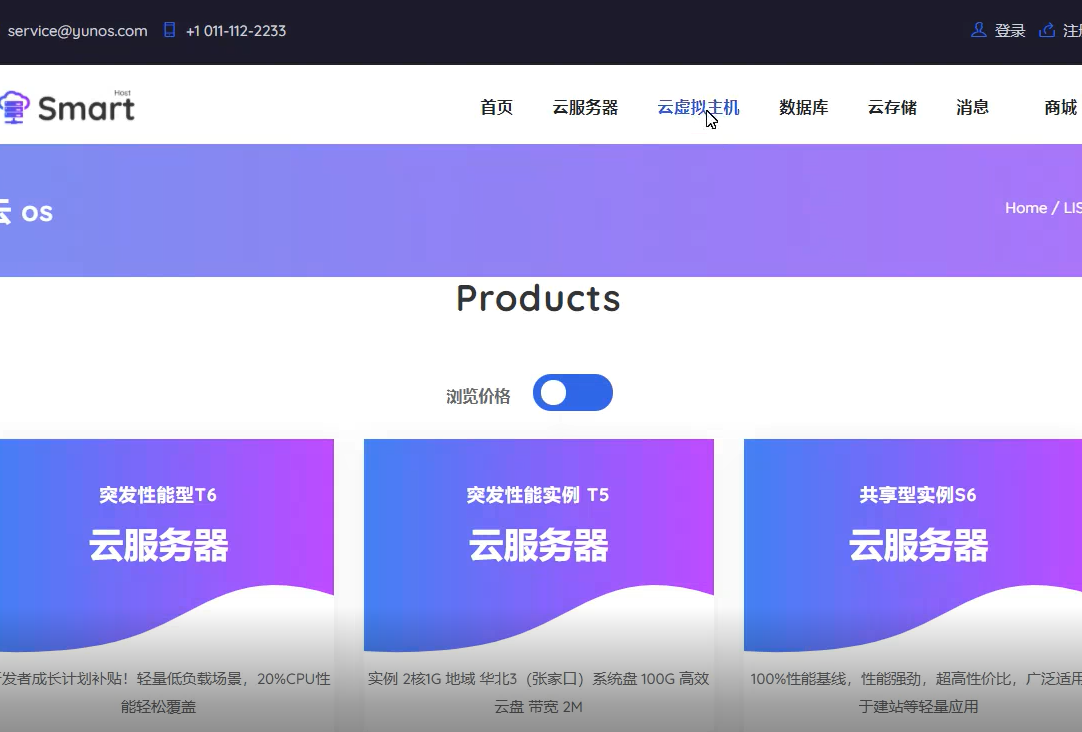 service@yunos.com +1 011-112-2233 登录
Host
Smart
首页 云服务器 云虚拟主机 数据库 云存储 消息 商城
云 os
Home / LIS
Products
浏览价格
突发性能型T6
云服务器
发者成长计划补贴！轻量低负载场景，20%CPU性
能轻松覆盖
突发性能实例 T5
云服务器
实例 2核1G 地域 华北3（张家口）系统盘 100G 高效
云盘 带宽 2M
共享型实例S6
云服务器
100%性能基线，性能强劲，超高性价比，广泛适用
于建站等轻量应用